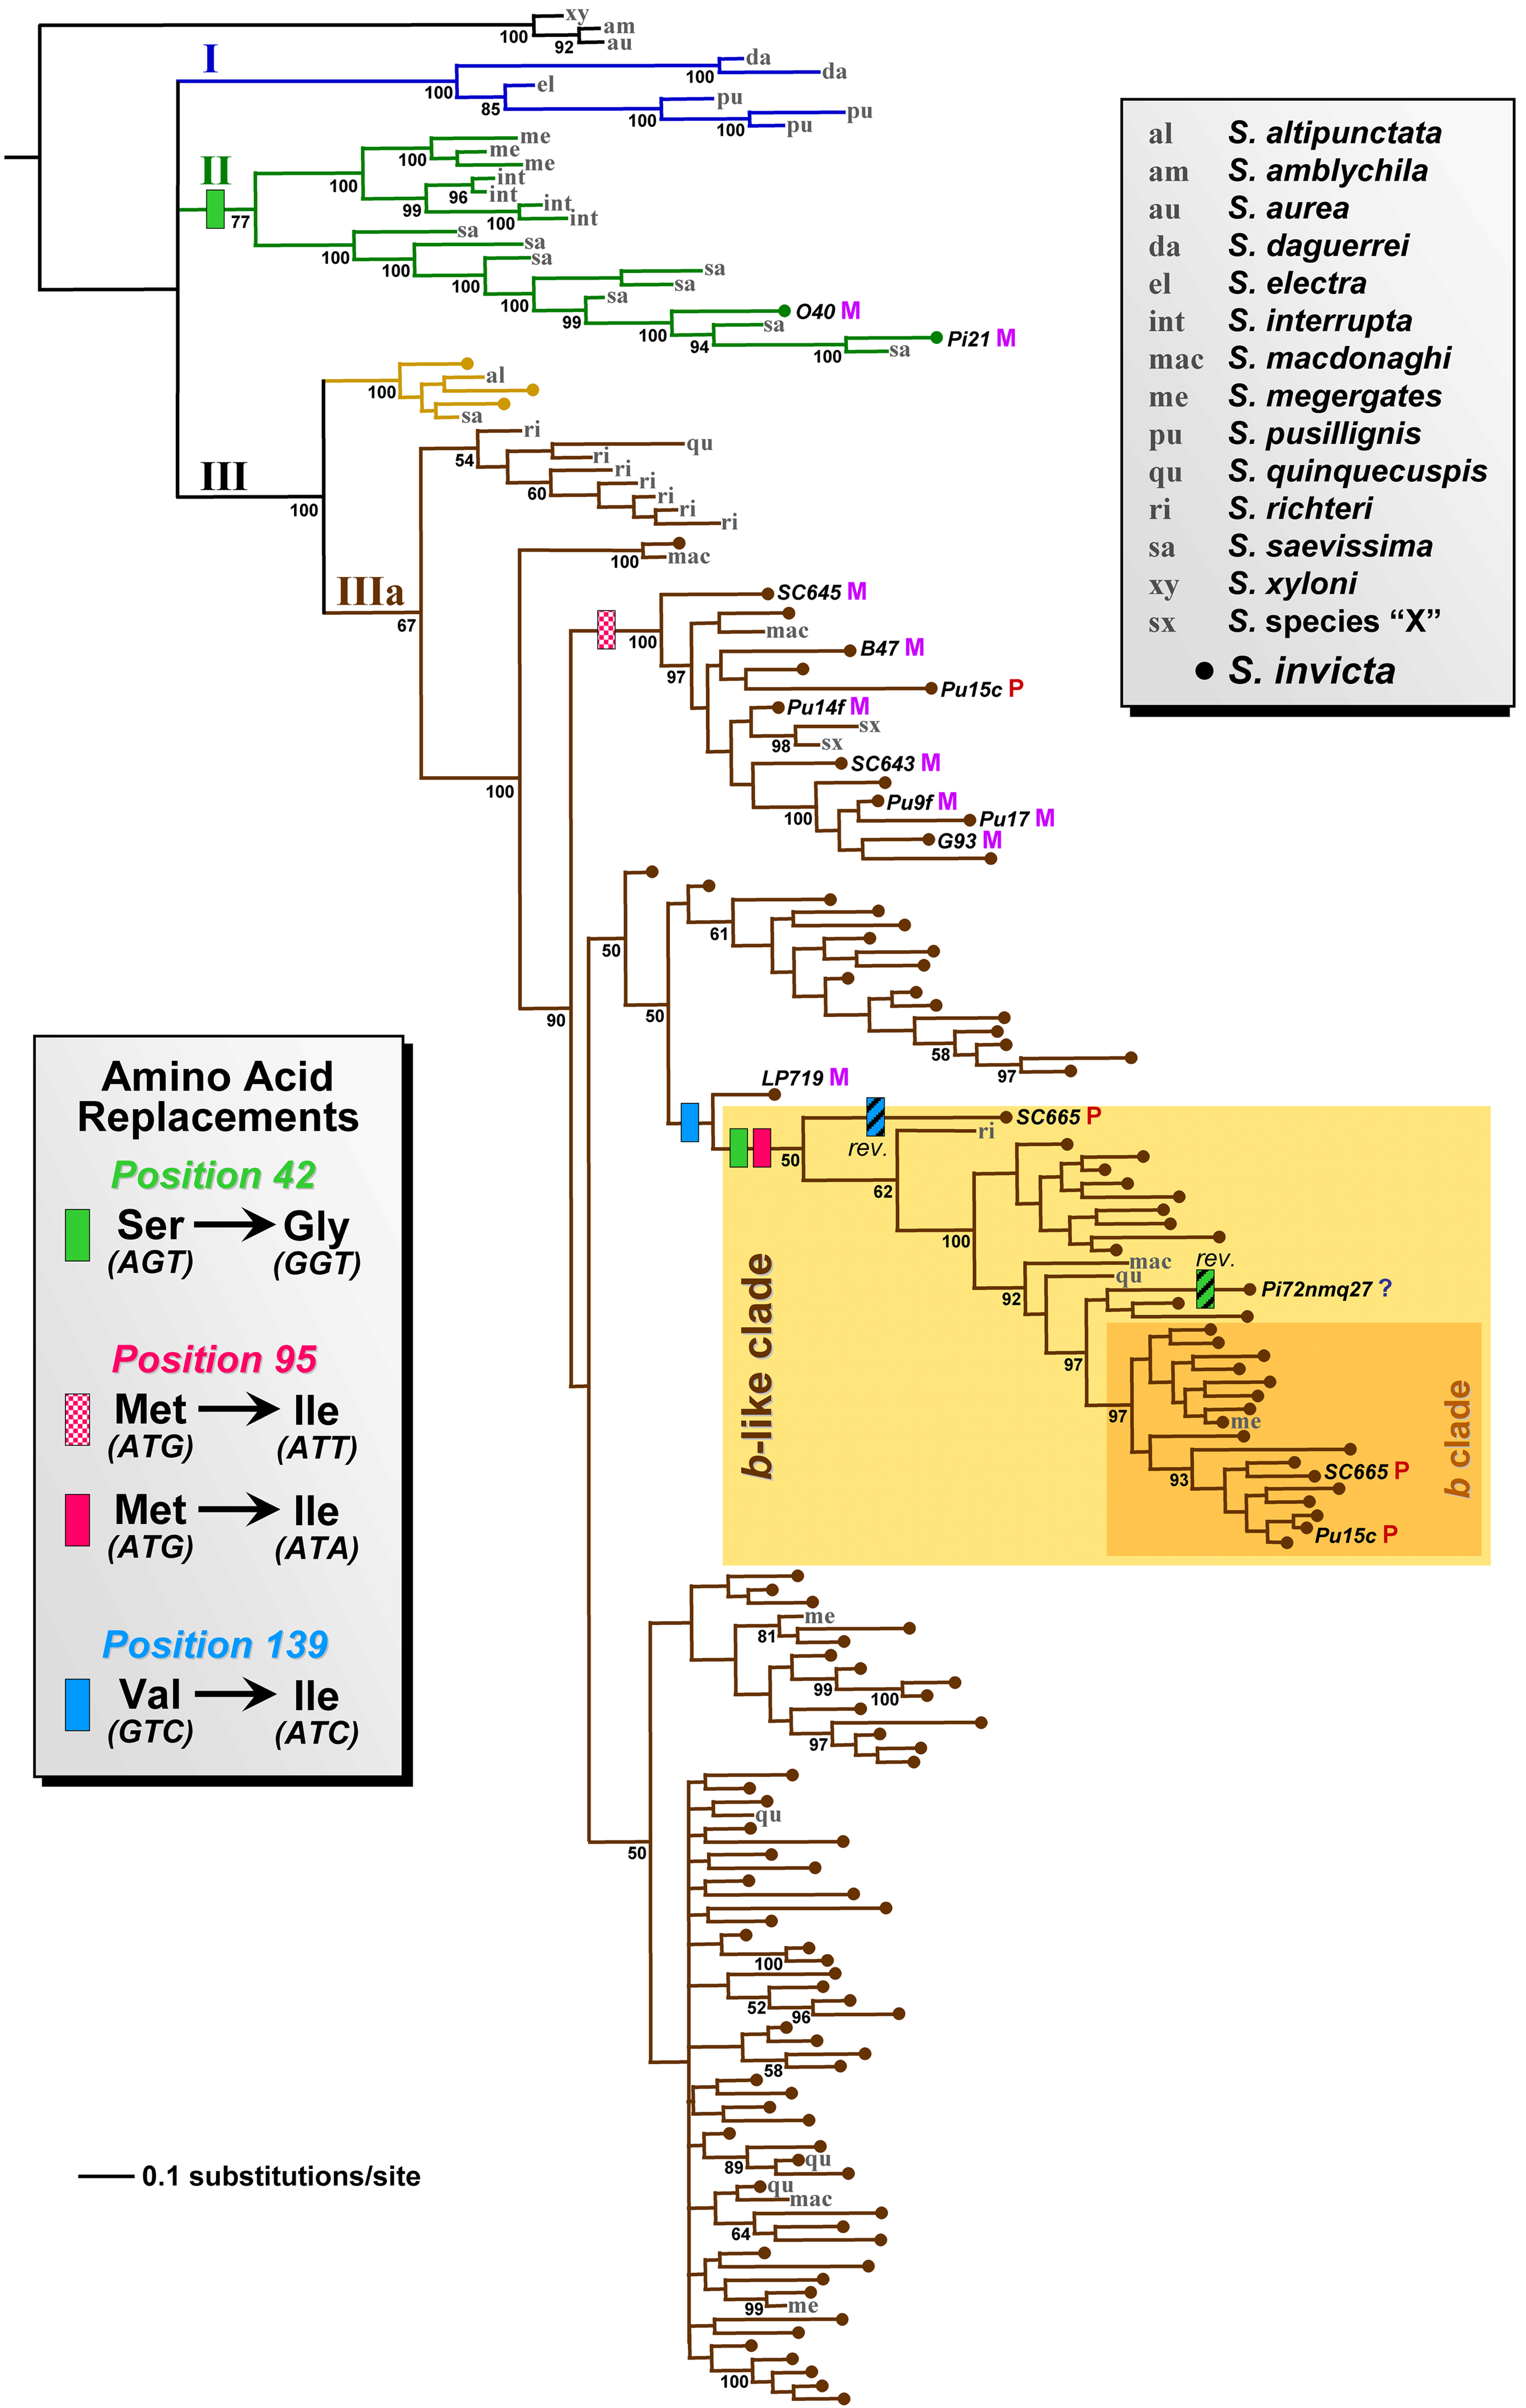 xy
am
100
92
au
I
da
100
da
100
el
85
pu
100
pu
100
pu
II
me
100
me
me
100
int
96
int
99
int
100
int
77
sa
100
sa
100
sa
100
sa
sa
100
sa
99
O40 M
100
sa
94
Pi21 M
100
sa
al
100
sa
III
ri
qu
54
ri
ri
60
ri
ri
ri
ri
100
100
mac
IIIa
67
SC645 M
100
mac
97
B47 M
Pu15c P
Pu14f M
sx
98
sx
SC643 M
100
Pu9f M
100
Pu17 M
G93 M
al S. altipunctata
am S. amblychila
au S. aurea
da S. daguerrei
el S. electra
int S. interrupta
mac S. macdonaghi
me S. megergates
pu S. pusillignis
qu S. quinquecuspis
ri S. richteri
sa S. saevissima
xy S. xyloni
sx S. species “X”
S. invicta
50
61
50
90
58
97
LP719 M
SC665 P
rev.
ri
50
62
100
rev.
mac
qu
92
Pi72nmq27 ?
97
b-like clade
97
me
93
SC665 P
Pu15c P
b clade
Amino Acid
Replacements
Position 42
Ser Gly
(AGT) (GGT)
Position 95
Met Ile
(ATG) (ATT)
Met Ile
(ATG) (ATA)
Position 139
Val Ile
(GTC) (ATC)
me
81
99
100
97
qu
50
100
52
96
58
89
qu
qu
mac
64
99
me
100
0.1 substitutions/site